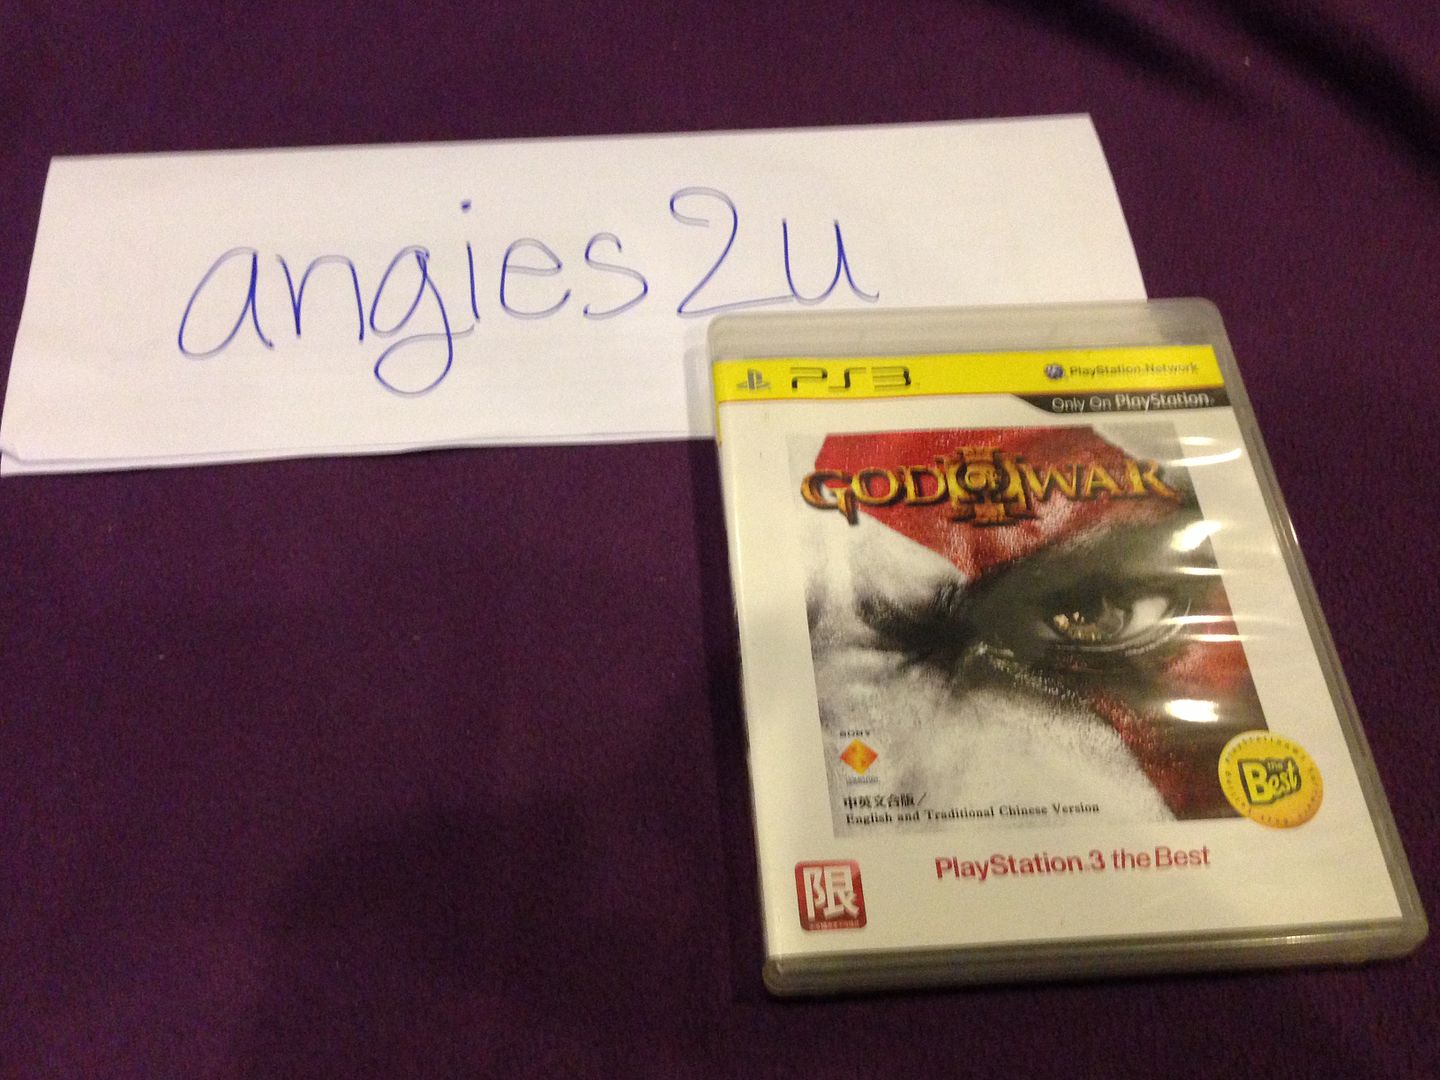 angies2u
PS3
PlayStation Network
Only On PlayStation
GOD OF WAR
III
SONY
中英文合版/
English and Traditional Chinese Version
the Best
PlayStation 3 the Best
限